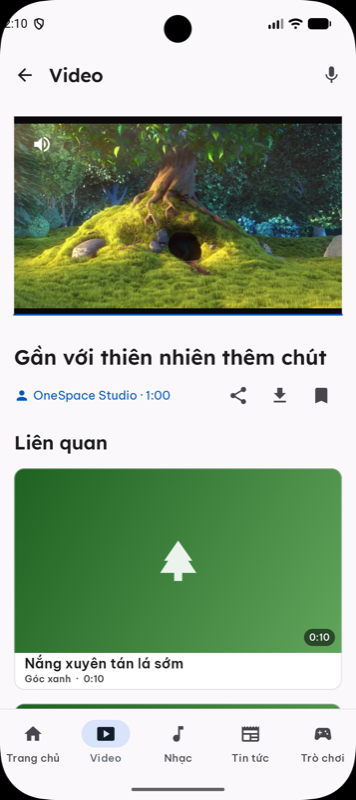 2:10
Video
Gần với thiên nhiên thêm chút
OneSpace Studio · 1:00
Liên quan
0:10
Nắng xuyên tán lá sớm
Góc xanh · 0:10
Trang chủ
Video
Nhạc
Tin tức
Trò chơi